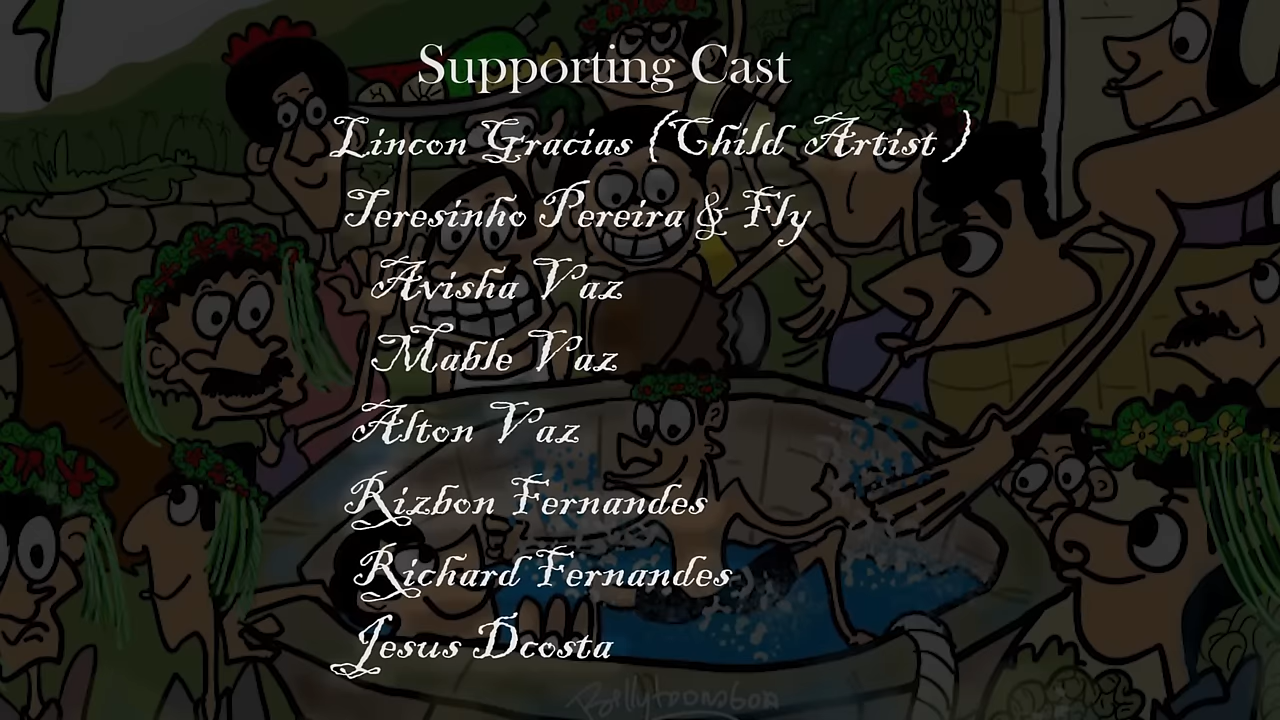 Supporting Cast
Lincon Gracias (Child Artist )
Teresinho Pereira & Fly
Avisha Vaz
Mable Vaz
Alton Vaz
Rizbon Fernandes
Richard Fernandes
Jesus Dcosta
Billytoonsgoa